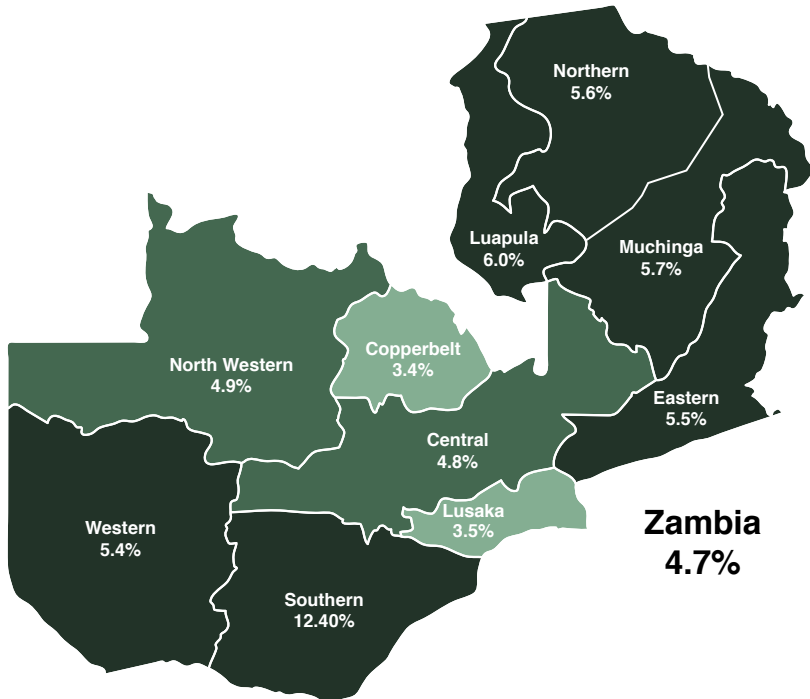 Northern
5.6%
Luapula
6.0%
Muchinga
5.7%
Copperbelt
3.4%
North Western
4.9%
Eastern
5.5%
Central
4.8%
Lusaka
3.5%
Western
5.4%
Zambia
4.7%
Southern
12.40%